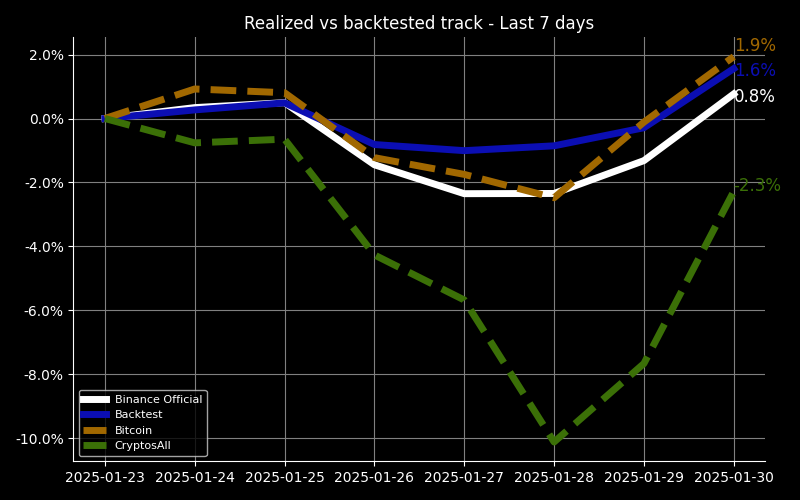 Realized vs backtested track - Last 7 days
1.9%
1.6%
0.8%
-2.3%
2.0%
0.0%
-2.0%
-4.0%
-6.0%
-8.0%
-10.0%
Binance Official
Backtest
Bitcoin
CryptosAll
2025-01-23 2025-01-24 2025-01-25 2025-01-26 2025-01-27 2025-01-28 2025-01-29 2025-01-30